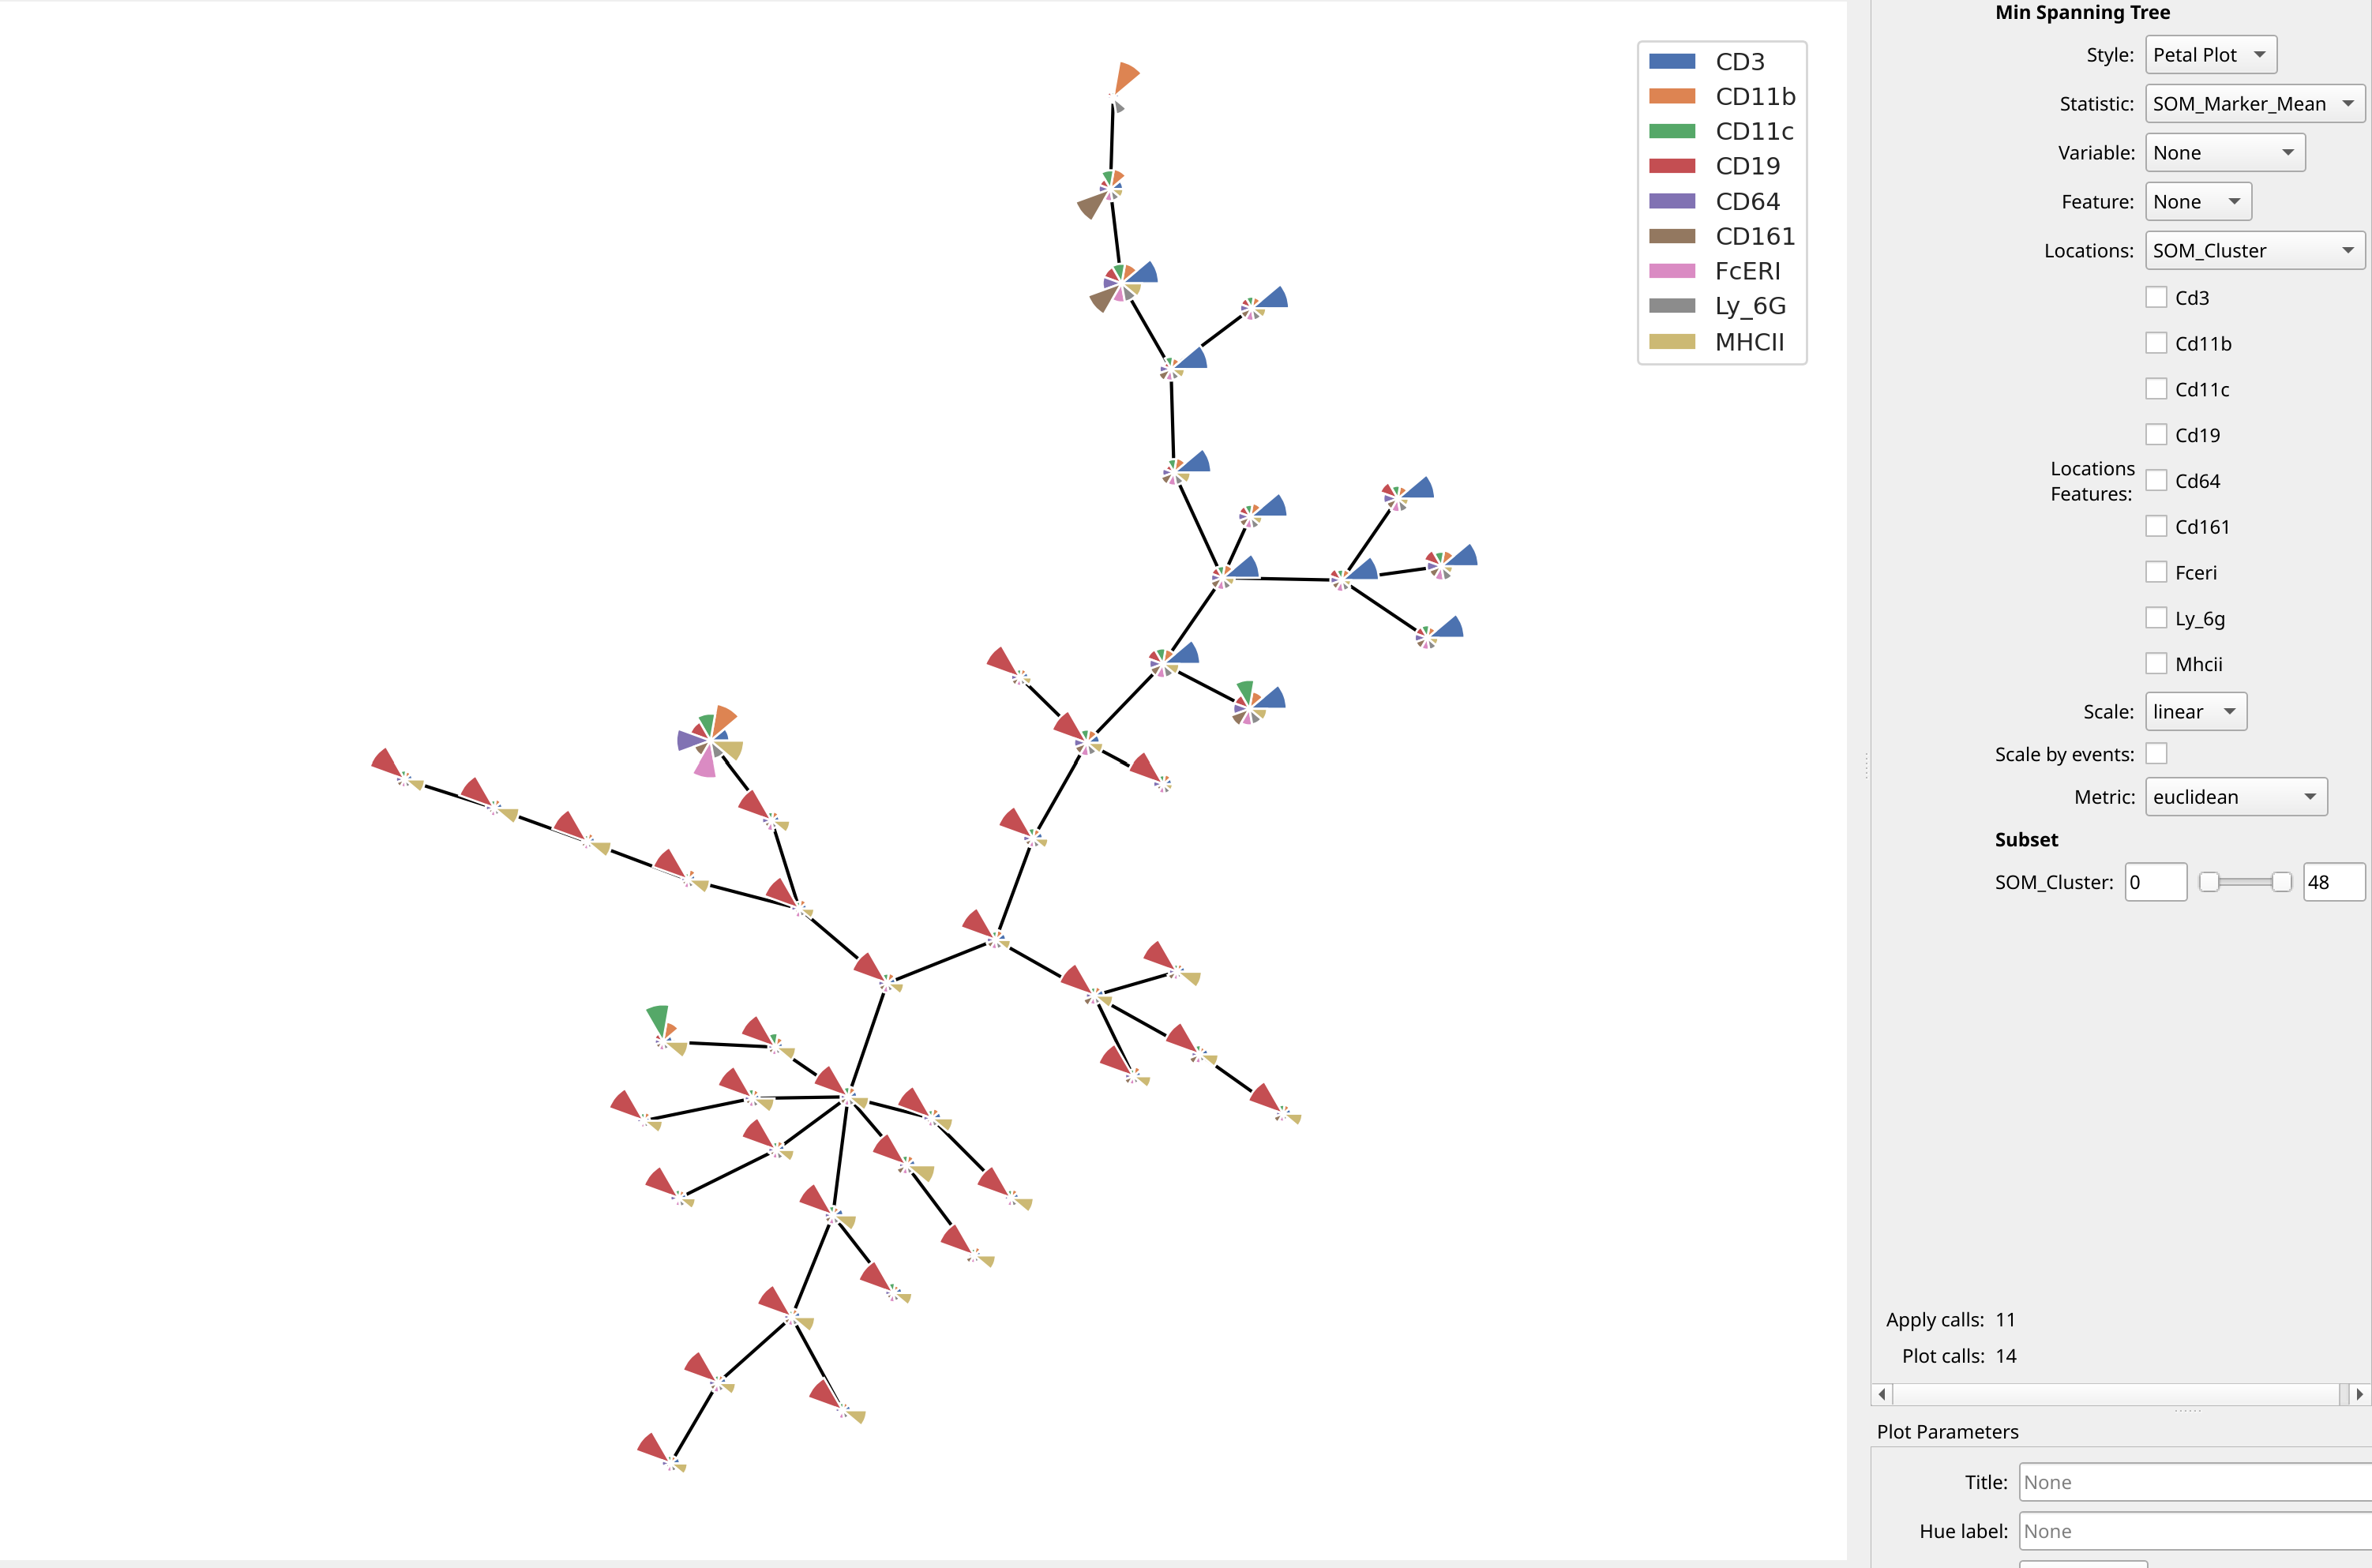 CD3
CD11b
CD11c
CD19
CD64
CD161
FcERI
Ly_6G
MHCII
Min Spanning Tree
Style: Petal Plot
Statistic: SOM_Marker_Mean
Variable: None
Feature: None
Locations: SOM_Cluster
Cd3
Cd11b
Cd11c
Cd19
Locations
Features:
Cd64
Cd161
Fceri
Ly_6g
Mhcii
Scale: linear
Scale by events:
Metric: euclidean
Subset
SOM_Cluster: 0 48
Apply calls: 11
Plot calls: 14
Plot Parameters
Title: None
Hue label: None